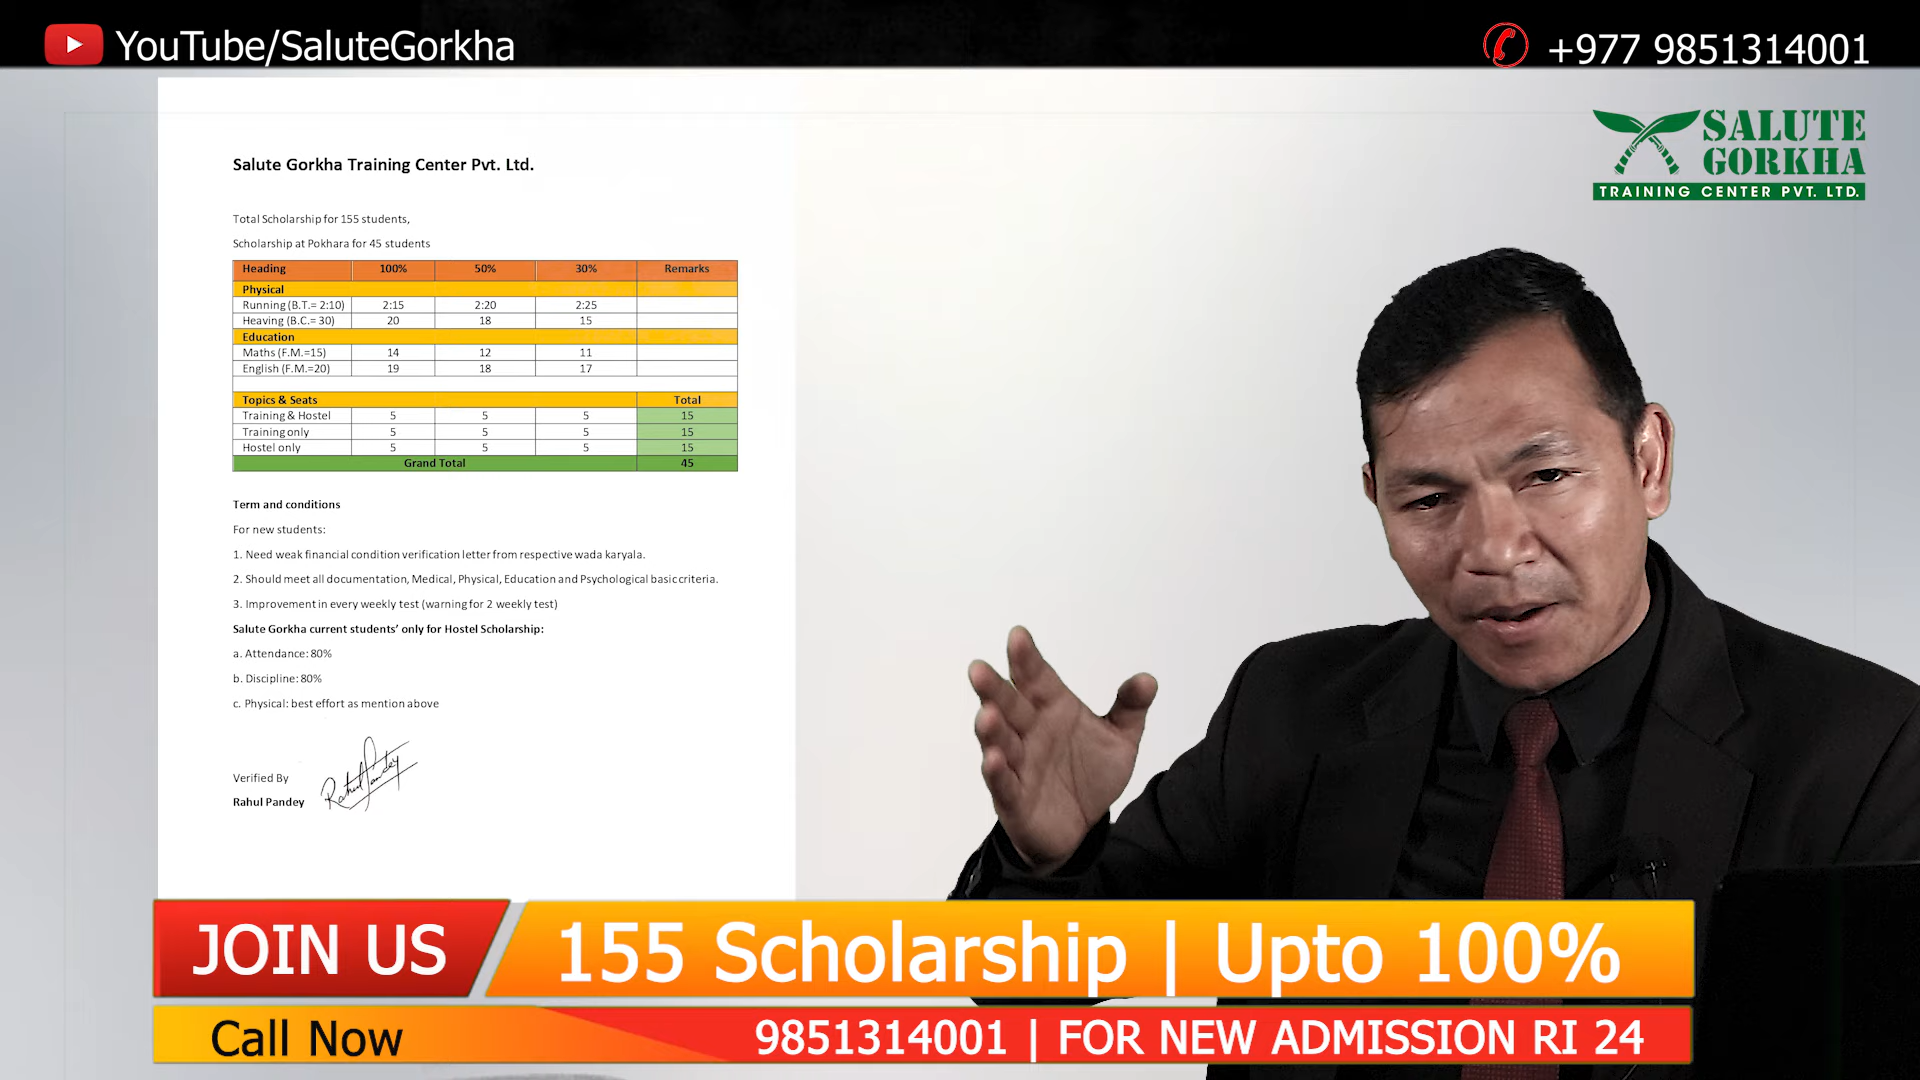 YouTube/SaluteGorkha
+977 9851314001
SALUTE
GORKHA
TRAINING CENTER PVT. LTD.
Salute Gorkha Training Center Pvt. Ltd.
Total Scholarship for 155 students,
Scholarship at Pokhara for 45 students
Heading 100% 50% 30% Remarks
Physical
Running (B.T.= 2:10) 2:15 2:20 2:25
Heaving (B.C.= 30) 20 18 15
Education
Maths (F.M.=15) 14 12 11
English (F.M.=20) 19 18 17
Topics & Seats Total
Training & Hostel 5 5 5 15
Training only 5 5 5 15
Hostel only 5 5 5 15
Grand Total 45
Term and conditions
For new students:
1. Need weak financial condition verification letter from respective wada karyala.
2. Should meet all documentation, Medical, Physical, Education and Psychological basic criteria.
3. Improvement in every weekly test (warning for 2 weekly test)
Salute Gorkha current students’ only for Hostel Scholarship:
a. Attendance: 80%
b. Discipline: 80%
c. Physical: best effort as mention above
Verified By
Rahul Pandey
Rahul Pandey
JOIN US
155 Scholarship | Upto 100%
Call Now
9851314001 | FOR NEW ADMISSION RI 24